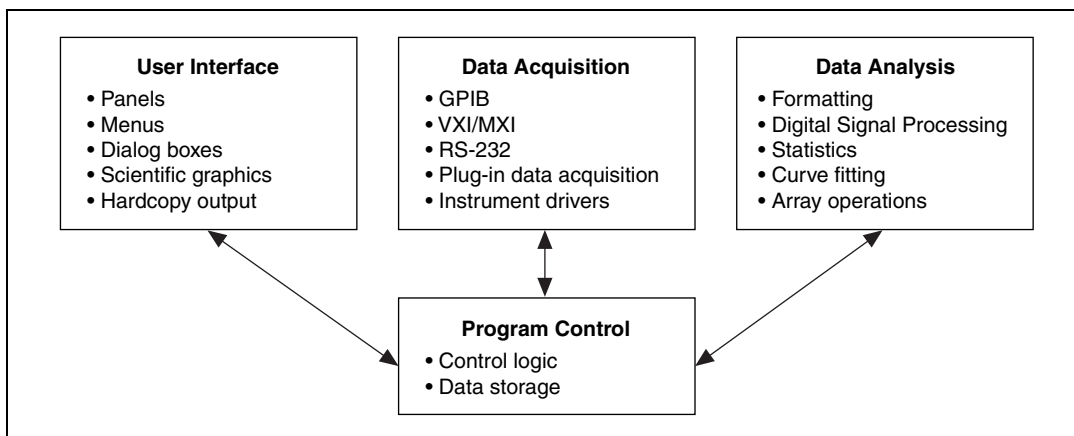 User Interface
• Panels
• Menus
• Dialog boxes
• Scientific graphics
• Hardcopy output
Data Acquisition
• GPIB
• VXI/MXI
• RS-232
• Plug-in data acquisition
• Instrument drivers
Data Analysis
• Formatting
• Digital Signal Processing
• Statistics
• Curve fitting
• Array operations
Program Control
• Control logic
• Data storage